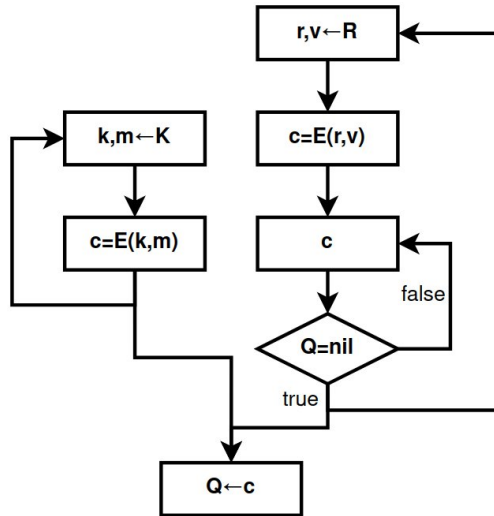 r,v←R
k,m←K
c=E(r,v)
c=E(k,m)
c
false
Q=nil
true
Q←c